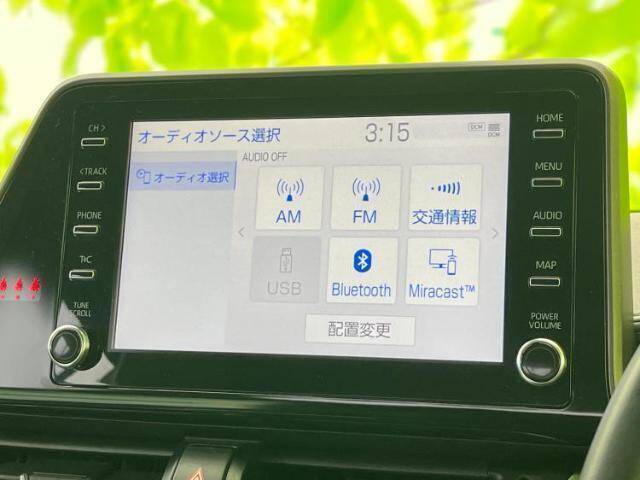 CH >
オーディオソース選択
3:15
DCM
DCM
HOME
< TRACK
オーディオ選択
AUDIO OFF
AM
FM
交通情報
MENU
PHONE
AUDIO
T⁄C
USB
Bluetooth
Miracast™
MAP
TUNE
SCROLL
配置変更
POWER
VOLUME